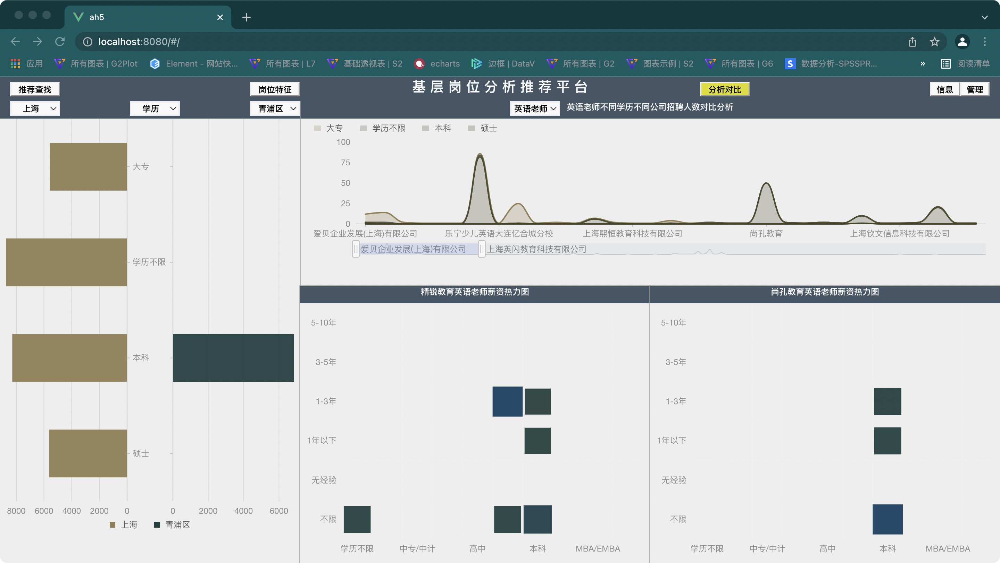 ah5
localhost:8080/#/
应用 所有图表 | G2Plot Element - 网站快... 所有图表 | L7 基础透视表 | S2 echarts 边框 | DataV 所有图表 | G2 图表示例 | S2 所有图表 | G6 数据分析-SPSSPR... » 阅读清单
推荐查找 岗位特征 基层岗位分析推荐平台 分析对比 信息 管理
上海 学历 青浦区 英语老师 英语老师不同学历不同公司招聘人数对比分析
大专
学历不限
本科
硕士
8000 6000 4000 2000 0 0 2000 4000 6000
上海 青浦区
大专 学历不限 本科 硕士
100
75
50
25
0
爱贝企业发展(上海)有限公司 乐宁少儿英语大连亿合城分校 上海熙恒教育科技有限公司 尚孔教育 上海钦文信息科技有限公司
爱贝企业发展(上海)有限公司 上海英闪教育科技有限公司
精锐教育英语老师薪资热力图
5-10年
3-5年
1-3年
1年以下
无经验
不限
学历不限 中专/中计 高中 本科 MBA/EMBA
尚孔教育英语老师薪资热力图
5-10年
3-5年
1-3年
1年以下
无经验
不限
学历不限 中专/中计 高中 本科 MBA/EMBA